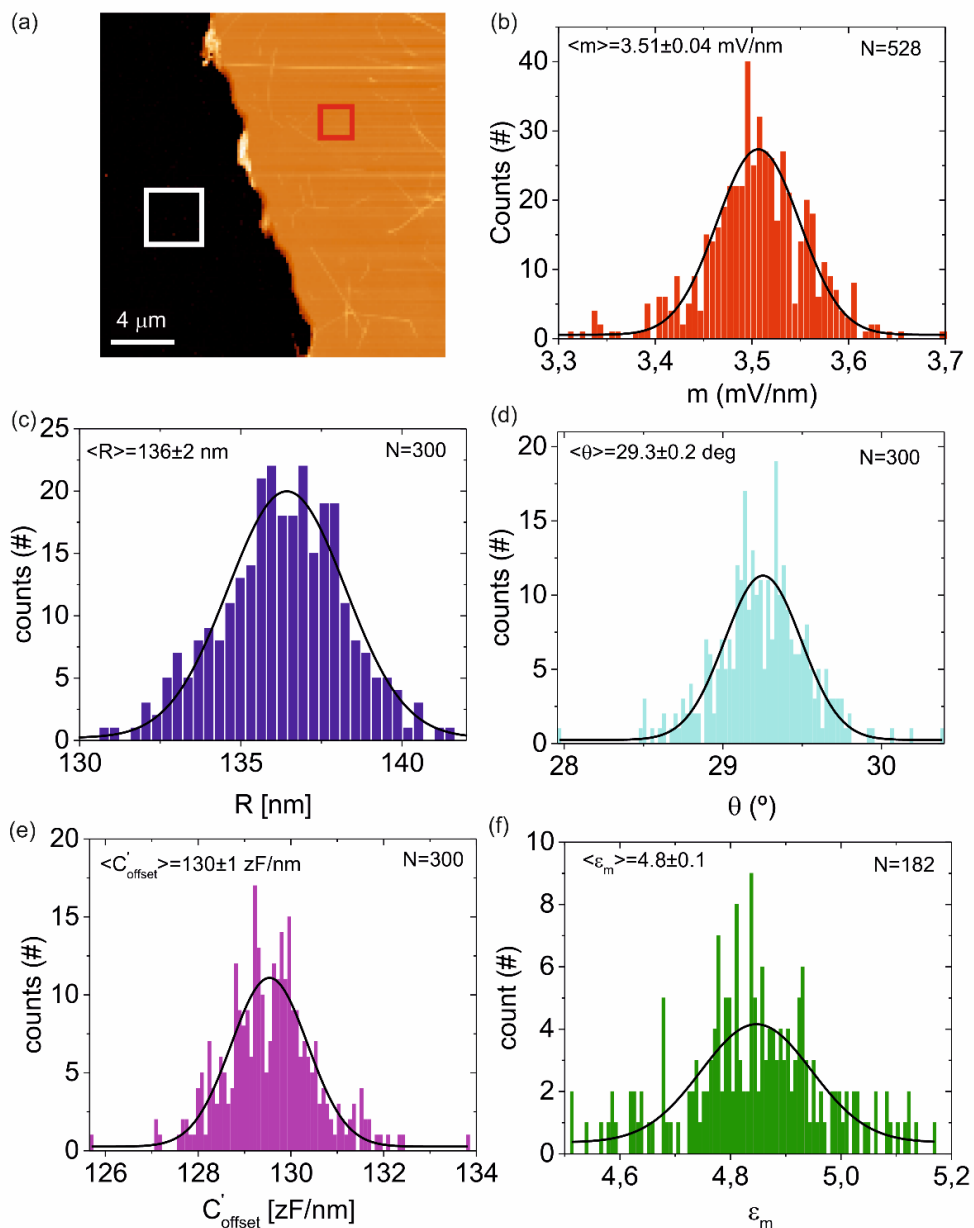 (a)
4 μm
(b)
<m>=3.51±0.04 mV/nm
N=528
Counts (#)
40
30
20
10
0
3,3 3,4 3,5 3,6 3,7
m (mV/nm)
(c)
<R>=136±2 nm
N=300
counts (#)
25
20
15
10
5
0
130 135 140
R [nm]
(d)
<θ>=29.3±0.2 deg
N=300
counts (#)
20
15
10
5
0
28 29 30
θ (º)
(e)
<C'offset>=130±1 zF/nm
N=300
counts (#)
20
15
10
5
0
126 128 130 132 134
C'offset [zF/nm]
(f)
<εm>=4.8±0.1
N=182
count (#)
10
8
6
4
2
0
4,6 4,8 5,0 5,2
εm